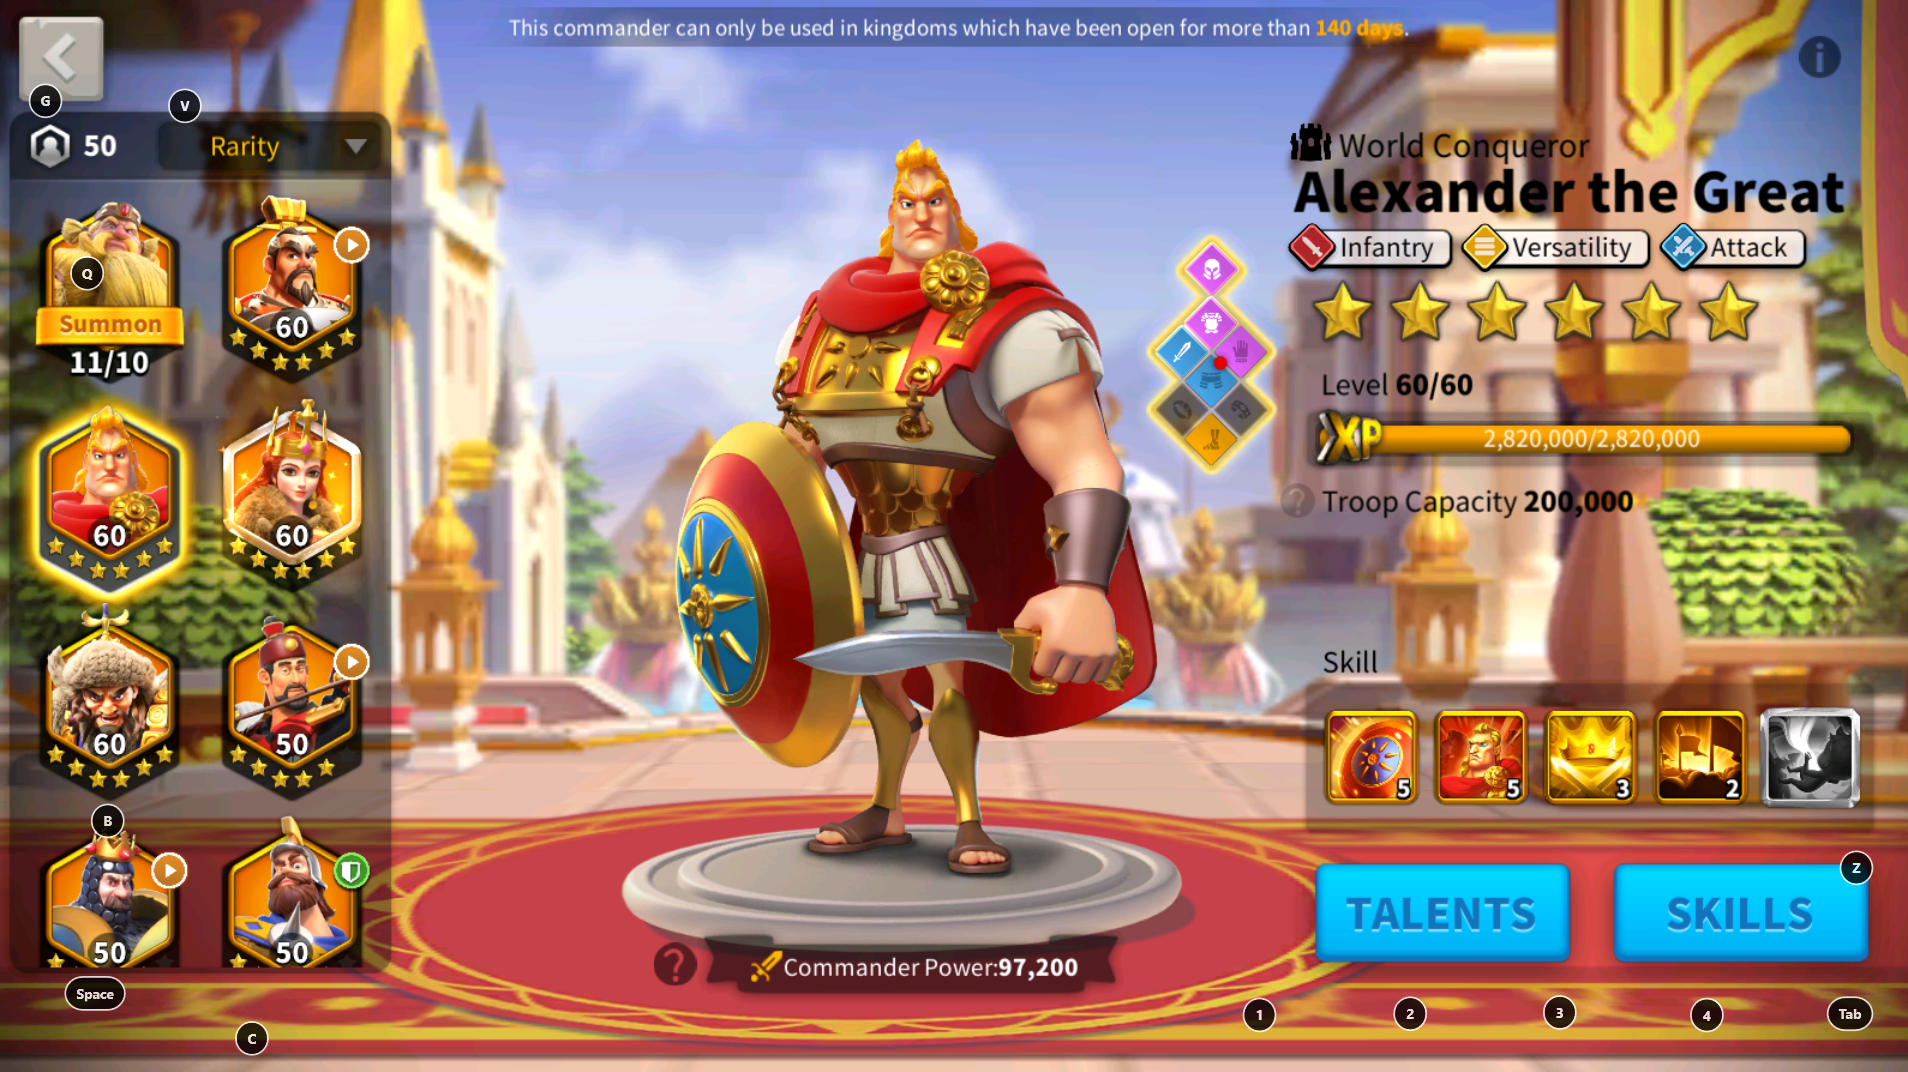 This commander can only be used in kingdoms which have been open for more than 140 days.
G
V
50
Rarity
Q
Summon
11/10
60
60
60
60
50
B
50
50
Space
C
World Conqueror
Alexander the Great
Infantry
Versatility
Attack
Level 60/60
XP
2,820,000/2,820,000
? Troop Capacity 200,000
Skill
5
5
3
2
TALENTS
SKILLS
Z
? Commander Power:97,200
1
2
3
4
Tab
i